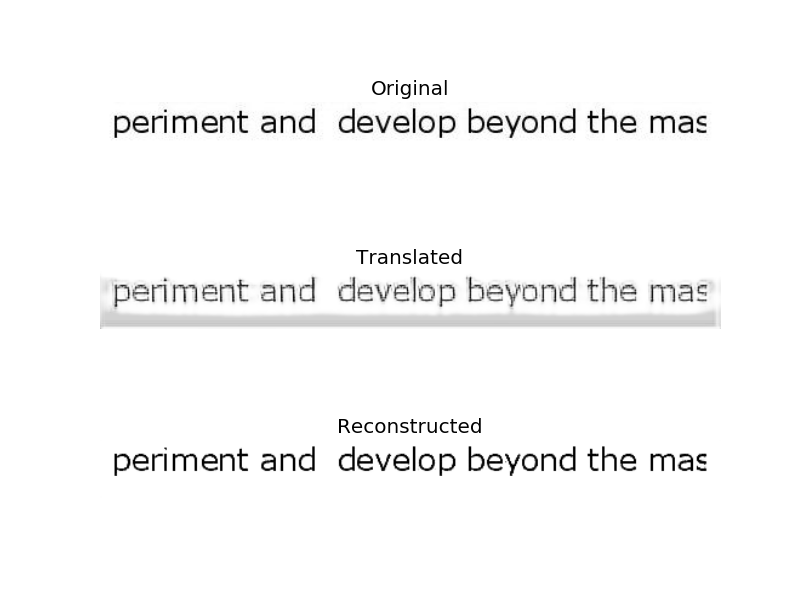 Original
periment and develop beyond the mas
Translated
periment and develop beyond the mas
Reconstructed
periment and develop beyond the mas